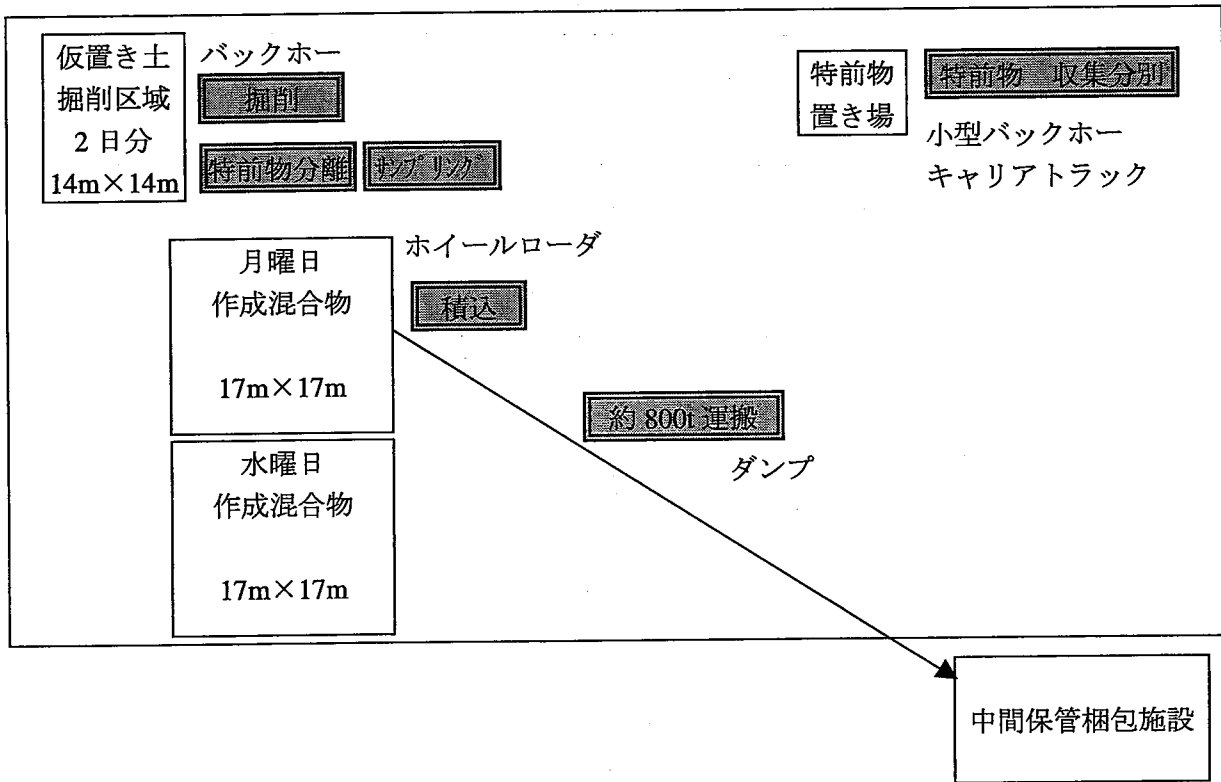 仮置き土
掘削区域
2日分
14m×14m
バックホー
掘削
特前物分離
ｻﾝﾌﾟﾘﾝｸﾞ
特前物
置き場
特前物 収集分別
小型バックホー
キャリアトラック
月曜日
作成混合物
17m×17m
ホイールローダ
積込
約800t運搬
ダンプ
水曜日
作成混合物
17m×17m
中間保管梱包施設